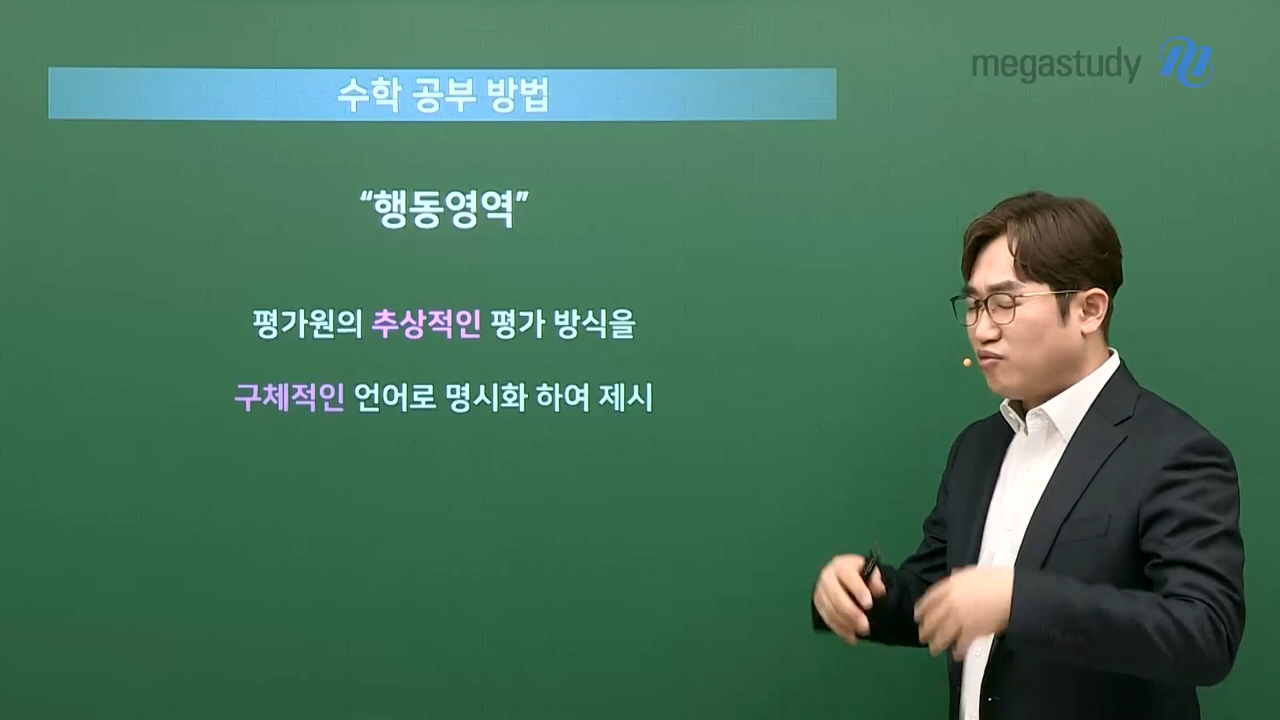 megastudy
수학 공부 방법
“행동영역”
평가원의 추상적인 평가 방식을
구체적인 언어로 명시화 하여 제시